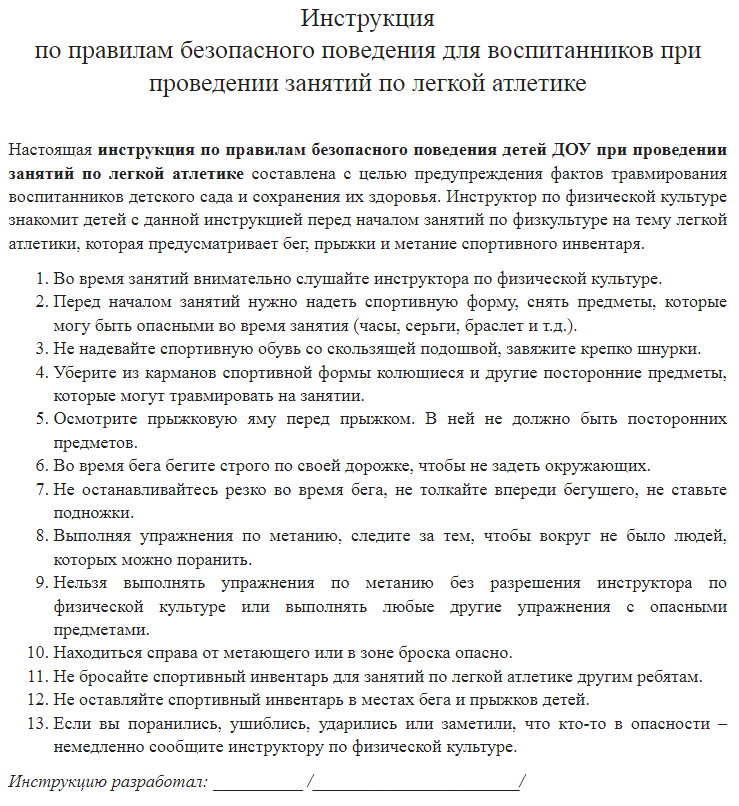 Инструкция
по правилам безопасного поведения для воспитанников при
проведении занятий по легкой атлетике
Настоящая инструкция по правилам безопасного поведения детей ДОУ при проведении
занятий по легкой атлетике составлена с целью предупреждения фактов травмирования
воспитанников детского сада и сохранения их здоровья. Инструктор по физической культуре
знакомит детей с данной инструкцией перед началом занятий по физкультуре на тему легкой
атлетики, которая предусматривает бег, прыжки и метание спортивного инвентаря.
1. Во время занятий внимательно слушайте инструктора по физической культуре.
2. Перед началом занятий нужно надеть спортивную форму, снять предметы, которые
могу быть опасными во время занятия (часы, серьги, браслет и т.д.).
3. Не надевайте спортивную обувь со скользящей подошвой, завяжите крепко шнурки.
4. Уберите из карманов спортивной формы колющиеся и другие посторонние предметы,
которые могут травмировать на занятии.
5. Осмотрите прыжковую яму перед прыжком. В ней не должно быть посторонних
предметов.
6. Во время бега бегите строго по своей дорожке, чтобы не задеть окружающих.
7. Не останавливайтесь резко во время бега, не толкайте впереди бегущего, не ставьте
подножки.
8. Выполняя упражнения по метанию, следите за тем, чтобы вокруг не было людей,
которых можно поранить.
9. Нельзя выполнять упражнения по метанию без разрешения инструктора по
физической культуре или выполнять любые другие упражнения с опасными
предметами.
10. Находиться справа от метающего или в зоне броска опасно.
11. Не бросайте спортивный инвентарь для занятий по легкой атлетике другим ребятам.
12. Не оставляйте спортивный инвентарь в местах бега и прыжков детей.
13. Если вы поранились, ушиблись, ударились или заметили, что кто-то в опасности –
немедленно сообщите инструктору по физической культуре.
Инструкцию разработал: __________ /_______________________/